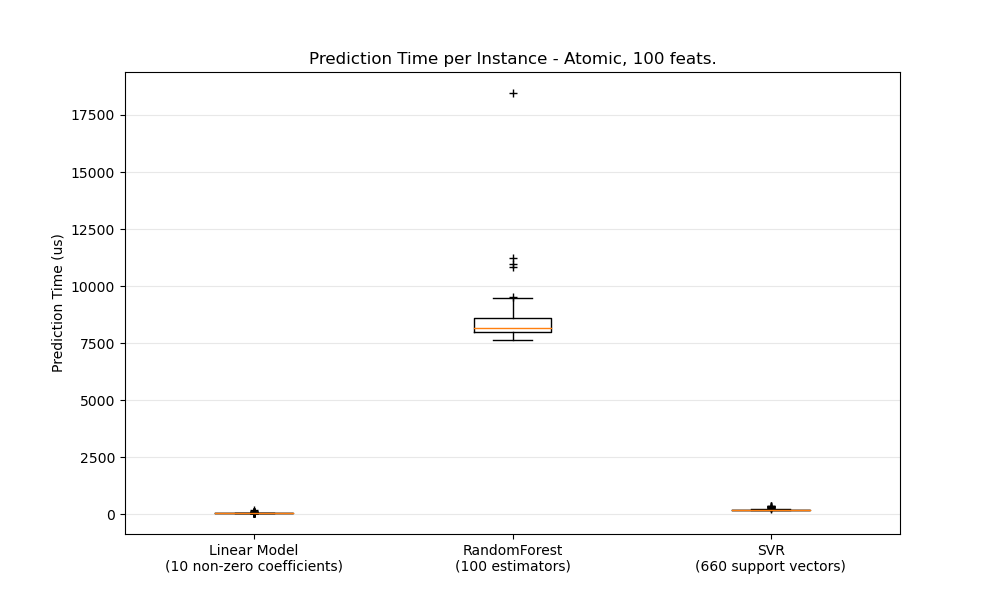 Prediction Time per Instance - Atomic, 100 feats.
Prediction Time (us)
17500
15000
12500
10000
7500
5000
2500
0
Linear Model
(10 non-zero coefficients)
RandomForest
(100 estimators)
SVR
(660 support vectors)